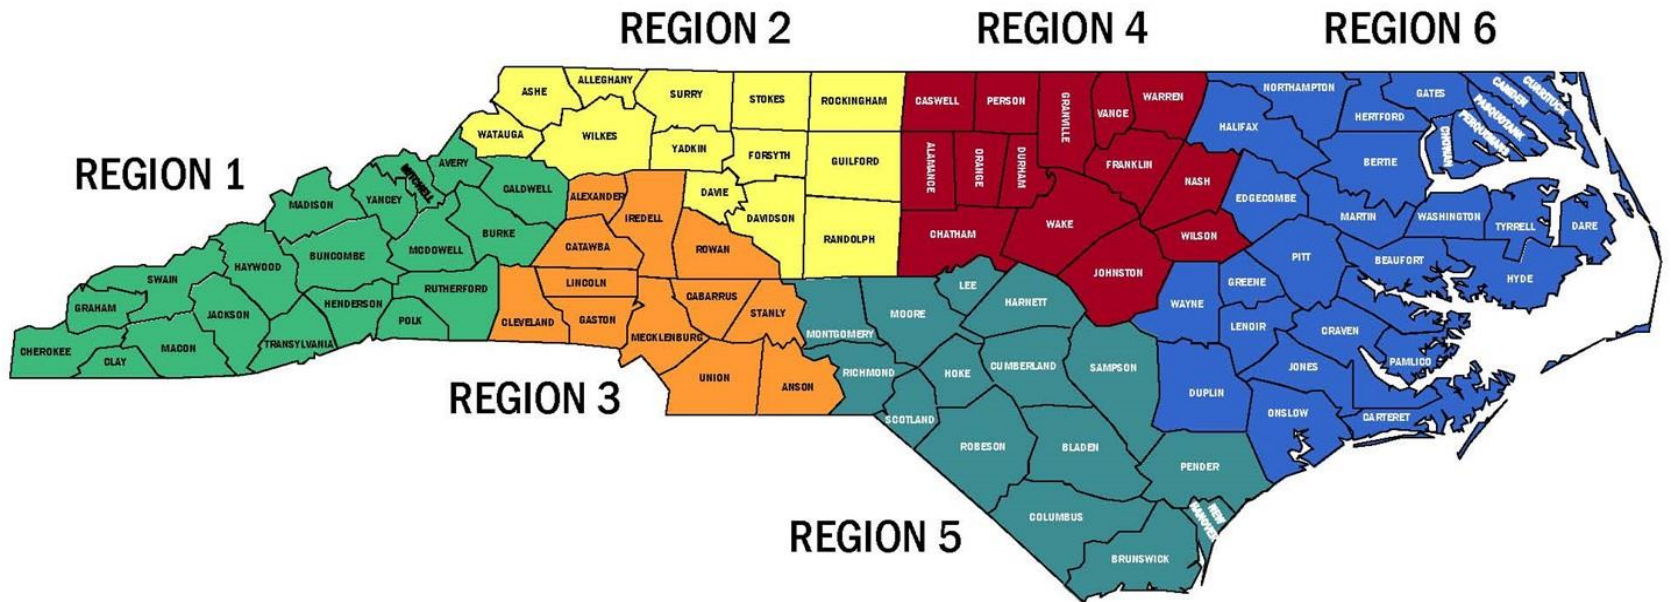 REGION 2
REGION 4
REGION 6
REGION 1
REGION 3
REGION 5
CHEROKEE
GRAHAM
CLAY
SWAIN
MACON
JACKSON
HAYWOOD
TRANSYLVANIA
MADISON
BUNCOMBE
HENDERSON
YANCEY
MITCHELL
AVERY
MCDOWELL
POLK
RUTHERFORD
BURKE
CALDWELL
ASHE
ALLEGHANY
SURRY
STOKES
ROCKINGHAM
WATAUGA
WILKES
YADKIN
FORSYTH
GUILFORD
DAVIE
DAVIDSON
RANDOLPH
ALEXANDER
IREDELL
CATAWBA
ROWAN
LINCOLN
CLEVELAND
GASTON
MECKLENBURG
CABARRUS
STANLY
UNION
ANSON
CASWELL
PERSON
GRANVILLE
VANCE
WARREN
ALAMANCE
ORANGE
DURHAM
FRANKLIN
NASH
WAKE
CHATHAM
WILSON
JOHNSTON
MONTGOMERY
MOORE
LEE
HARNETT
RICHMOND
SCOTLAND
HOKE
CUMBERLAND
SAMPSON
ROBESON
BLADEN
PENDER
COLUMBUS
BRUNSWICK
NEW
HANOVER
NORTHAMPTON
GATES
CAMDEN
CURRITUCK
PASQUOTANK
PERQUIMANS
HERTFORD
HALIFAX
BERTIE
CHOWAN
EDGECOMBE
MARTIN
WASHINGTON
TYRRELL
DARE
PITT
BEAUFORT
HYDE
GREENE
WAYNE
LENOIR
CRAVEN
PAMLICO
JONES
DUPLIN
ONSLOW
CARTERET